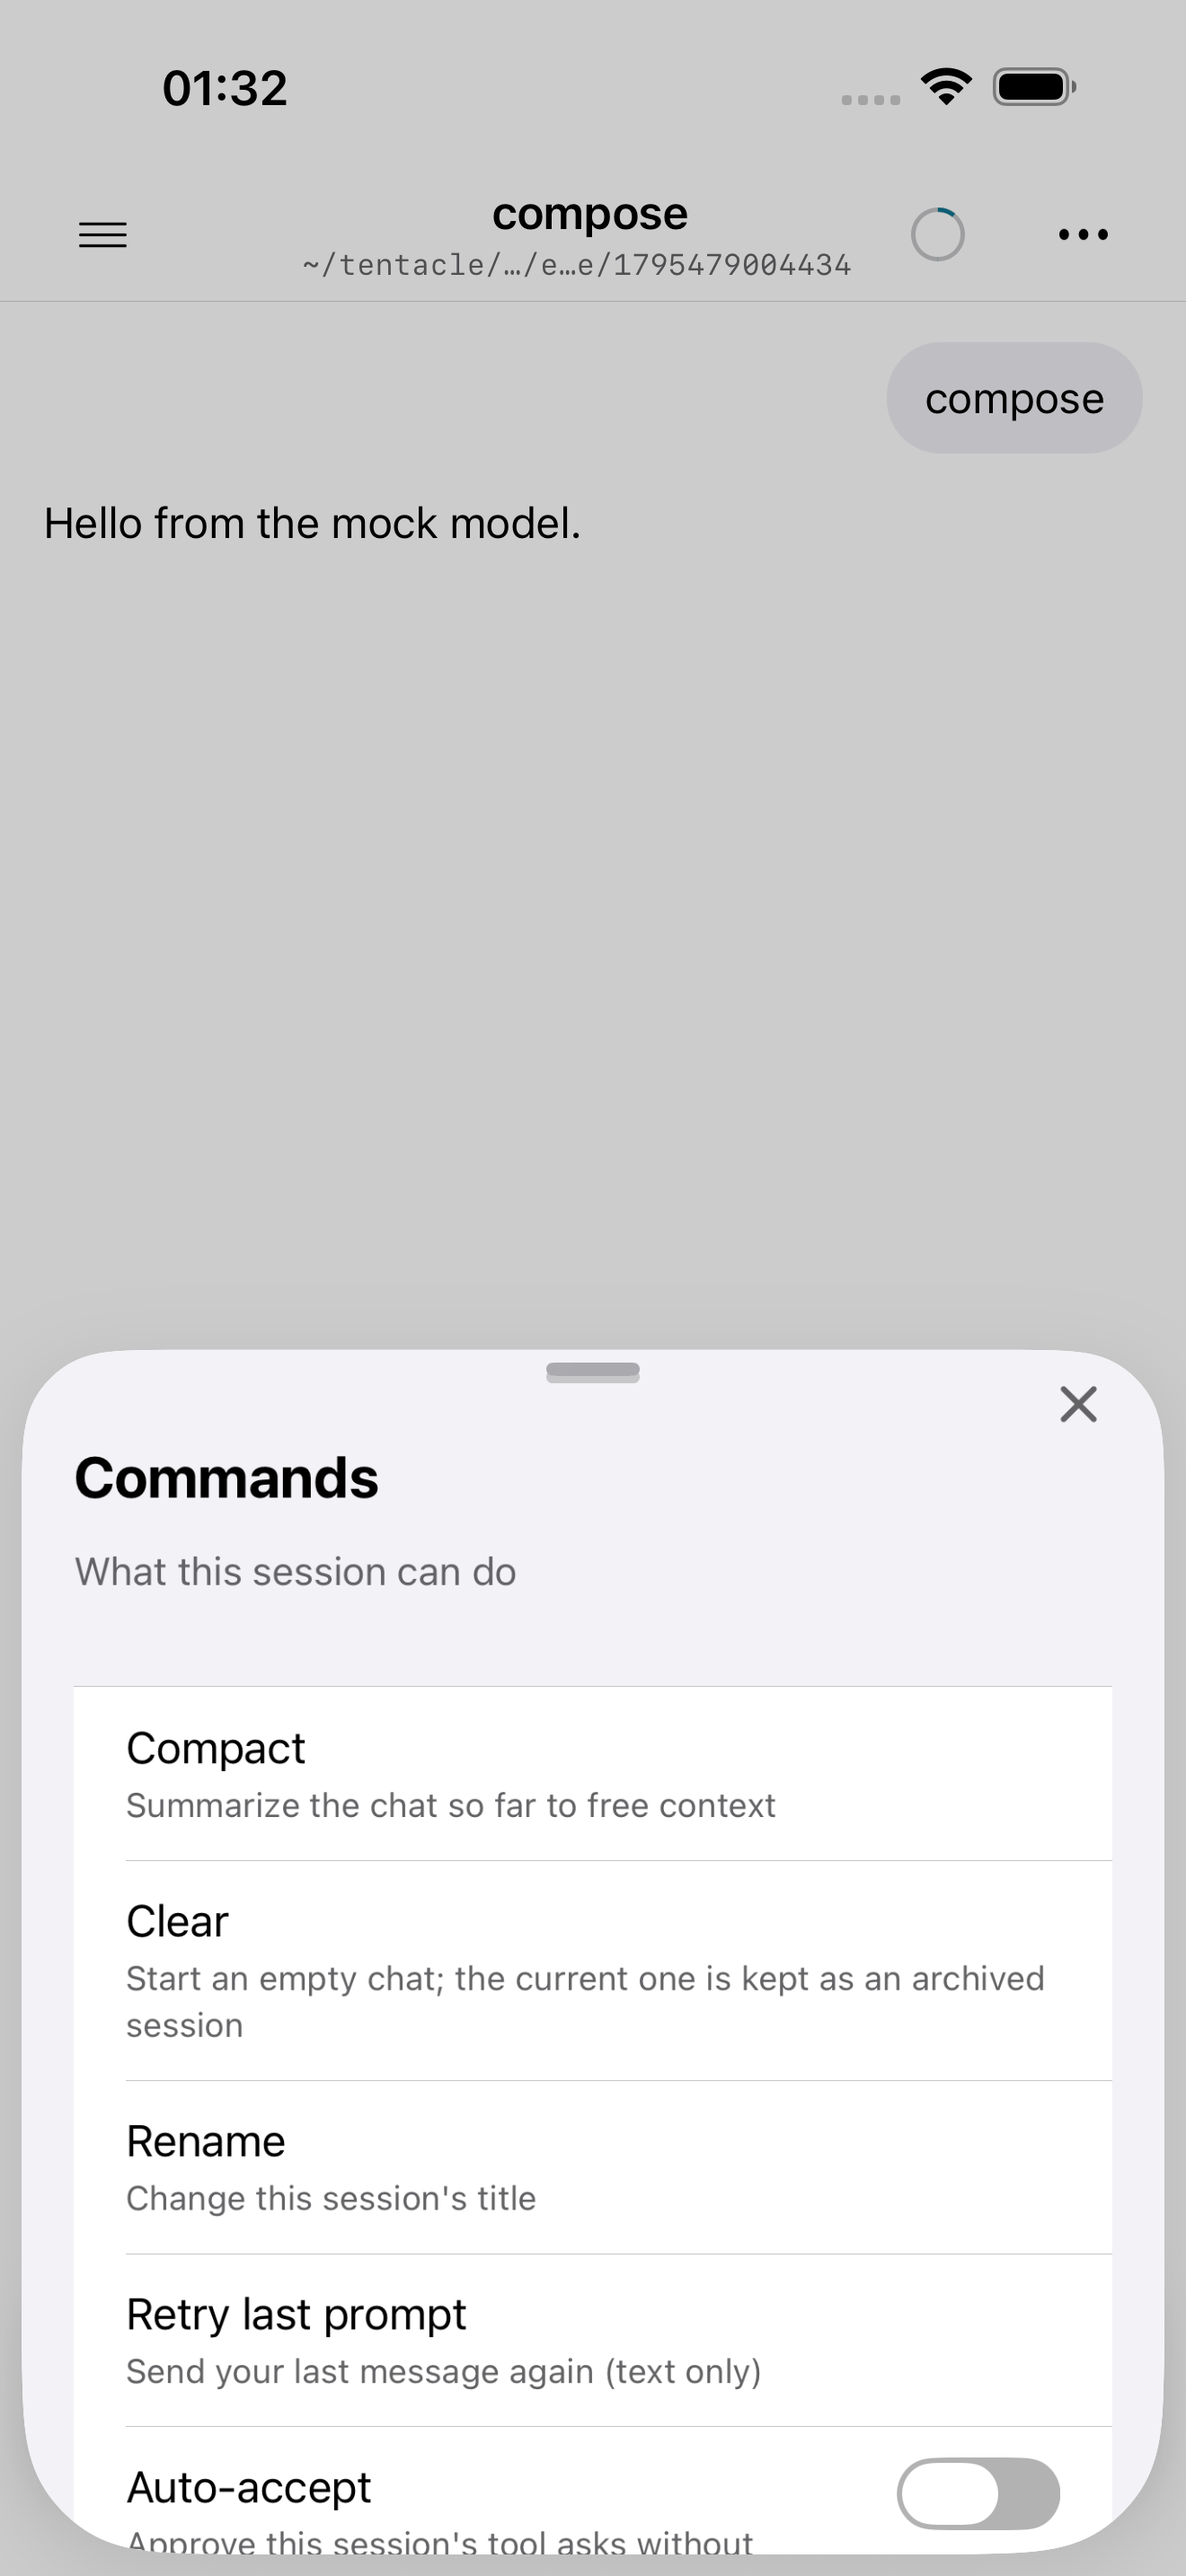 01:32
compose
~/tentacle/…/e…e/1795479004434
compose
Hello from the mock model.
Commands
What this session can do
Compact
Summarize the chat so far to free context
Clear
Start an empty chat; the current one is kept as an archived
session
Rename
Change this session's title
Retry last prompt
Send your last message again (text only)
Auto-accept
Approve this session's tool asks without